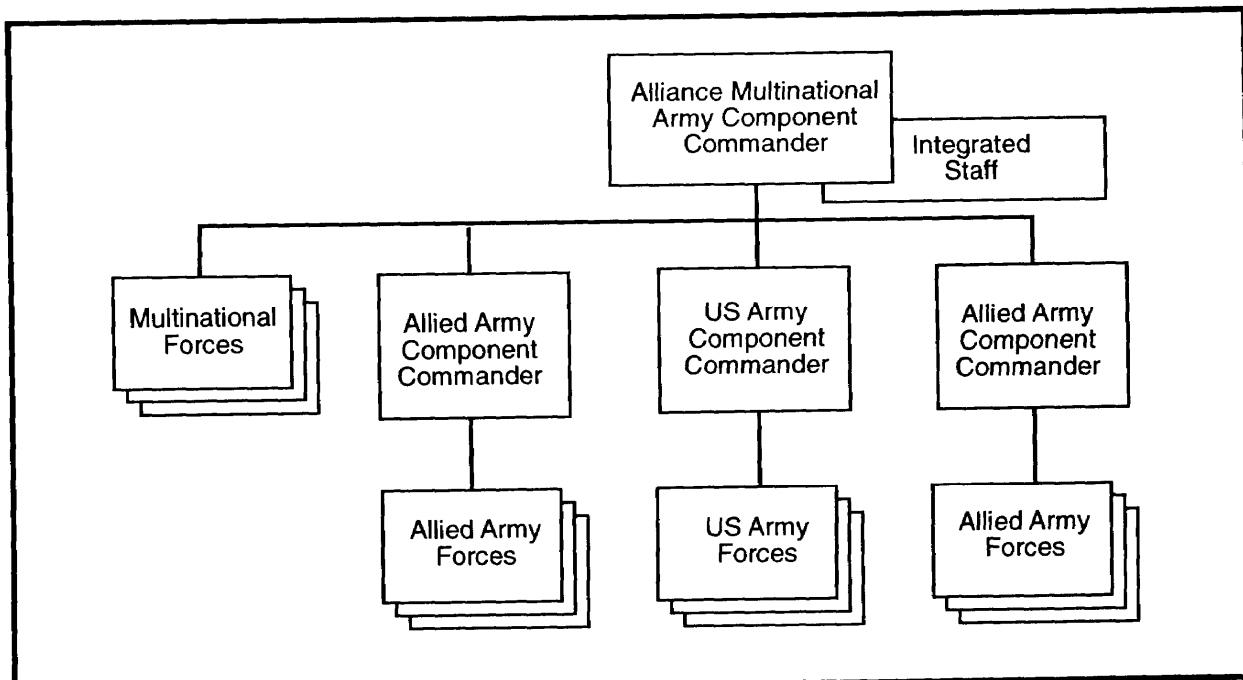 Alliance Multinational
Army Component
Commander
Integrated
Staff
Multinational
Forces
Allied Army
Component
Commander
US Army
Component
Commander
Allied Army
Component
Commander
Allied Army
Forces
US Army
Forces
Allied Army
Forces